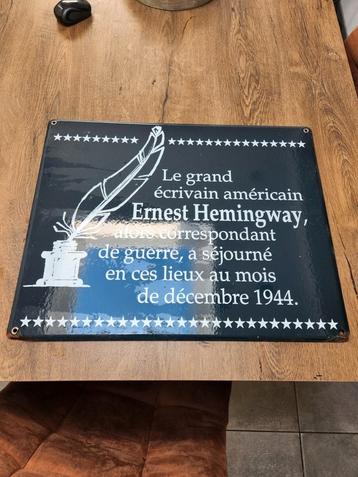 Le grand
écrivain américain
Ernest Hemingway,
alors correspondant
de guerre, a séjourné
en ces lieux au mois
de décembre 1944.